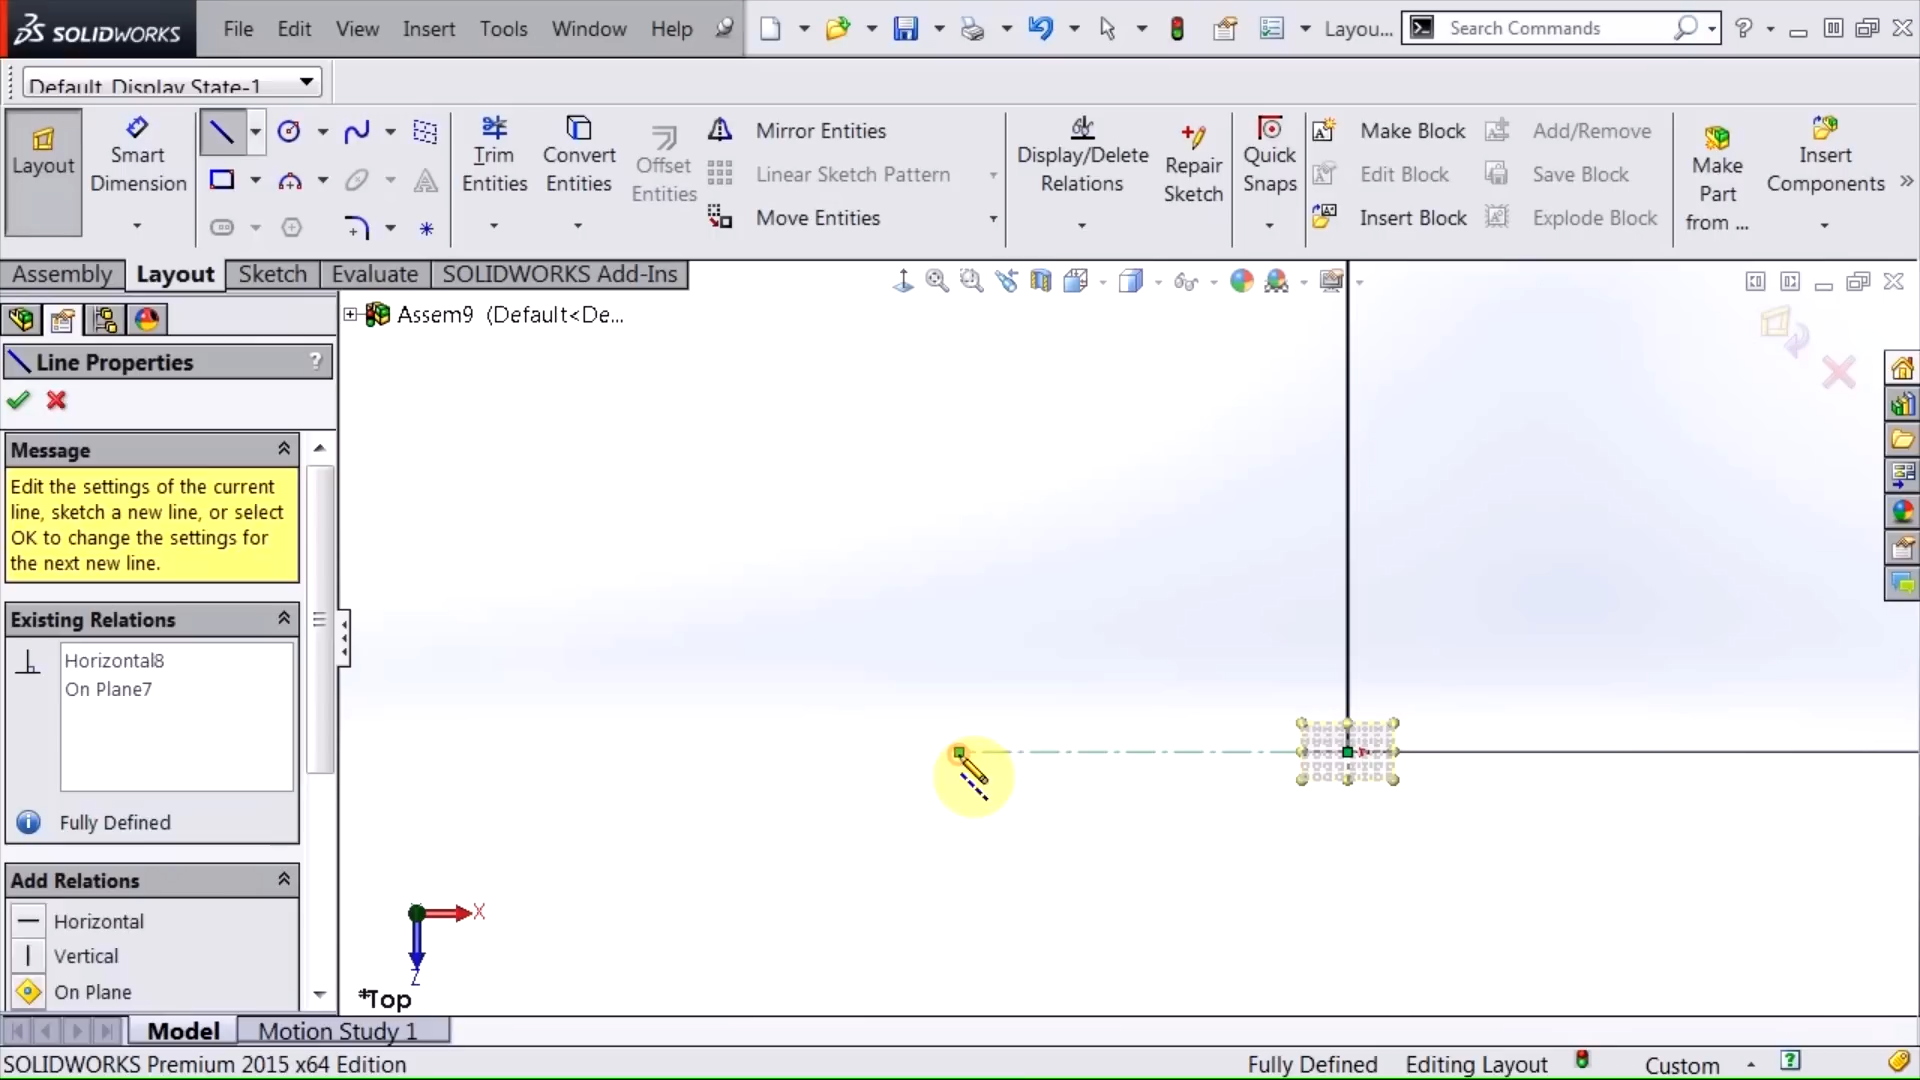 SOLIDWORKS
File Edit View Insert Tools Window Help
Layou... Search Commands
Default_Display State-1
Layout
Smart Dimension
Trim Entities
Convert Entities
Offset Entities
Mirror Entities
Linear Sketch Pattern
Move Entities
Display/Delete Relations
Repair Sketch
Quick Snaps
Make Block
Edit Block
Insert Block
Add/Remove
Save Block
Explode Block
Make Part from ...
Insert Components
Assembly Layout Sketch Evaluate SOLIDWORKS Add-Ins
Assem9 (Default<De...
Line Properties
Message
Edit the settings of the current
line, sketch a new line, or select
OK to change the settings for
the next new line.
Existing Relations
Horizontal8
On Plane7
Fully Defined
Add Relations
Horizontal
Vertical
On Plane
X
Z
*Top
Model Motion Study 1
SOLIDWORKS Premium 2015 x64 Edition
Fully Defined Editing Layout Custom